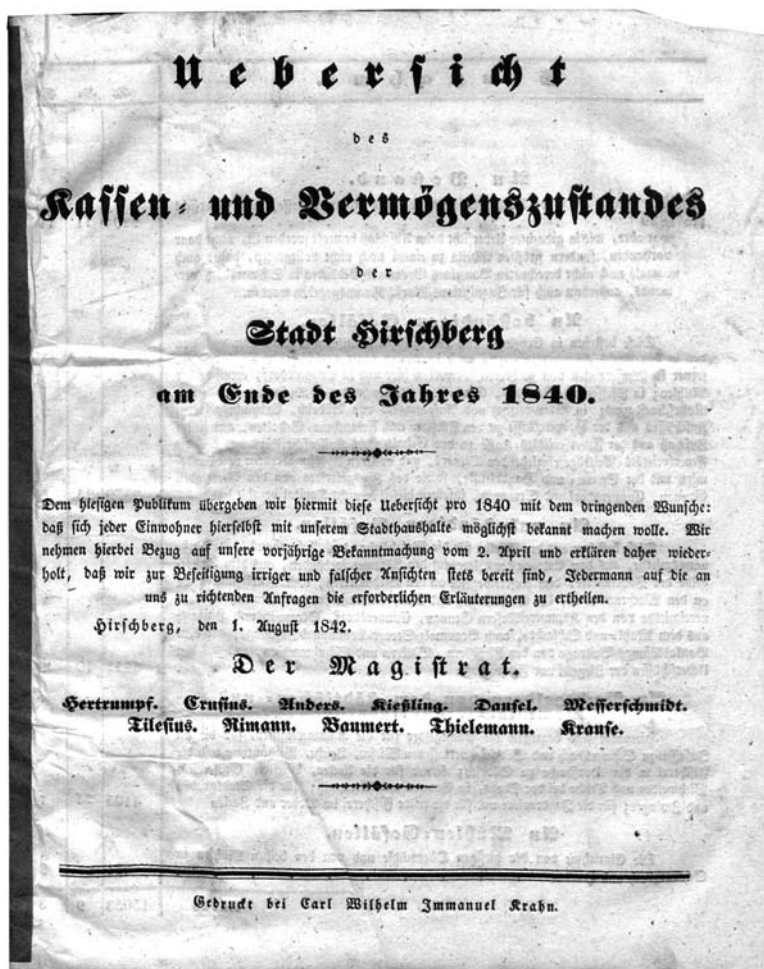 Uebersicht
des
Kassen- und Vermögenszustandes
der
Stadt Hirschberg
am Ende des Jahres 1840.
Dem hiesigen Publikum übergeben wir hiermit diese Uebersicht pro 1840 mit dem dringenden Wunsche:
daß sich jeder Einwohner hierselbst mit unserem Stadthaushalte möglichst bekannt machen wolle. Wir
nehmen hierbei Bezug auf unsere vorjährige Bekanntmachung vom 2. April und erklären daher wieder-
holt, daß wir zur Beseitigung irriger und falscher Ansichten stets bereit sind, Jedermann auf die an
uns zu richtenden Anfragen die erforderlichen Erläuterungen zu ertheilen.
Hirschberg, den 1. August 1842.
Der Magistrat.
Hertrumpf. Crusius. Anders. Kießling. Dausel. Messerschmidt.
Tilesius. Rimann. Baumert. Thielemann. Krause.
Gedruckt bei Carl Wilhelm Immanuel Krahn.